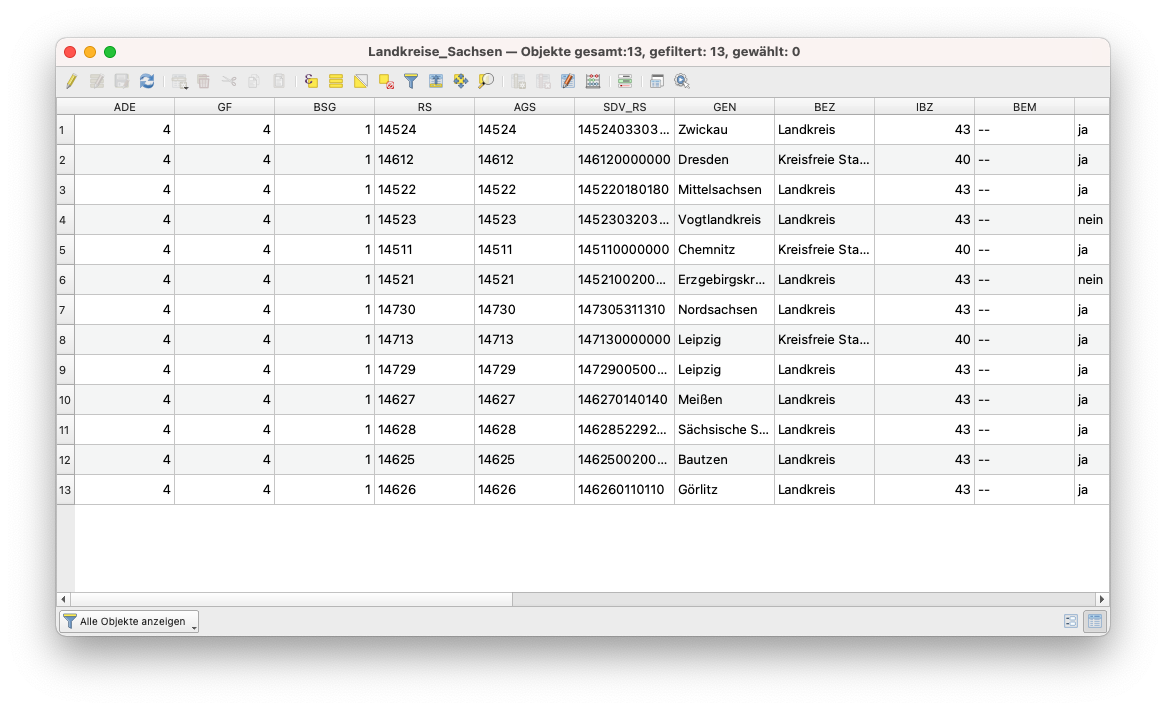 Landkreise_Sachsen — Objekte gesamt:13, gefiltert: 13, gewählt: 0
ADE GF BSG RS AGS SDV_RS GEN BEZ IBZ BEM
1 4 4 1 14524 14524 1452403303... Zwickau Landkreis 43 -- ja
2 4 4 1 14612 14612 146120000000 Dresden Kreisfreie Sta... 40 -- ja
3 4 4 1 14522 14522 145220180180 Mittelsachsen Landkreis 43 -- ja
4 4 4 1 14523 14523 1452303203... Vogtlandkreis Landkreis 43 -- nein
5 4 4 1 14511 14511 145110000000 Chemnitz Kreisfreie Sta... 40 -- ja
6 4 4 1 14521 14521 1452100200... Erzgebirgskr... Landkreis 43 -- nein
7 4 4 1 14730 14730 147305311310 Nordsachsen Landkreis 43 -- ja
8 4 4 1 14713 14713 147130000000 Leipzig Kreisfreie Sta... 40 -- ja
9 4 4 1 14729 14729 1472900500... Leipzig Landkreis 43 -- ja
10 4 4 1 14627 14627 146270140140 Meißen Landkreis 43 -- ja
11 4 4 1 14628 14628 1462852292... Sächsische S... Landkreis 43 -- ja
12 4 4 1 14625 14625 1462500200... Bautzen Landkreis 43 -- ja
13 4 4 1 14626 14626 146260110110 Görlitz Landkreis 43 -- ja
Alle Objekte anzeigen